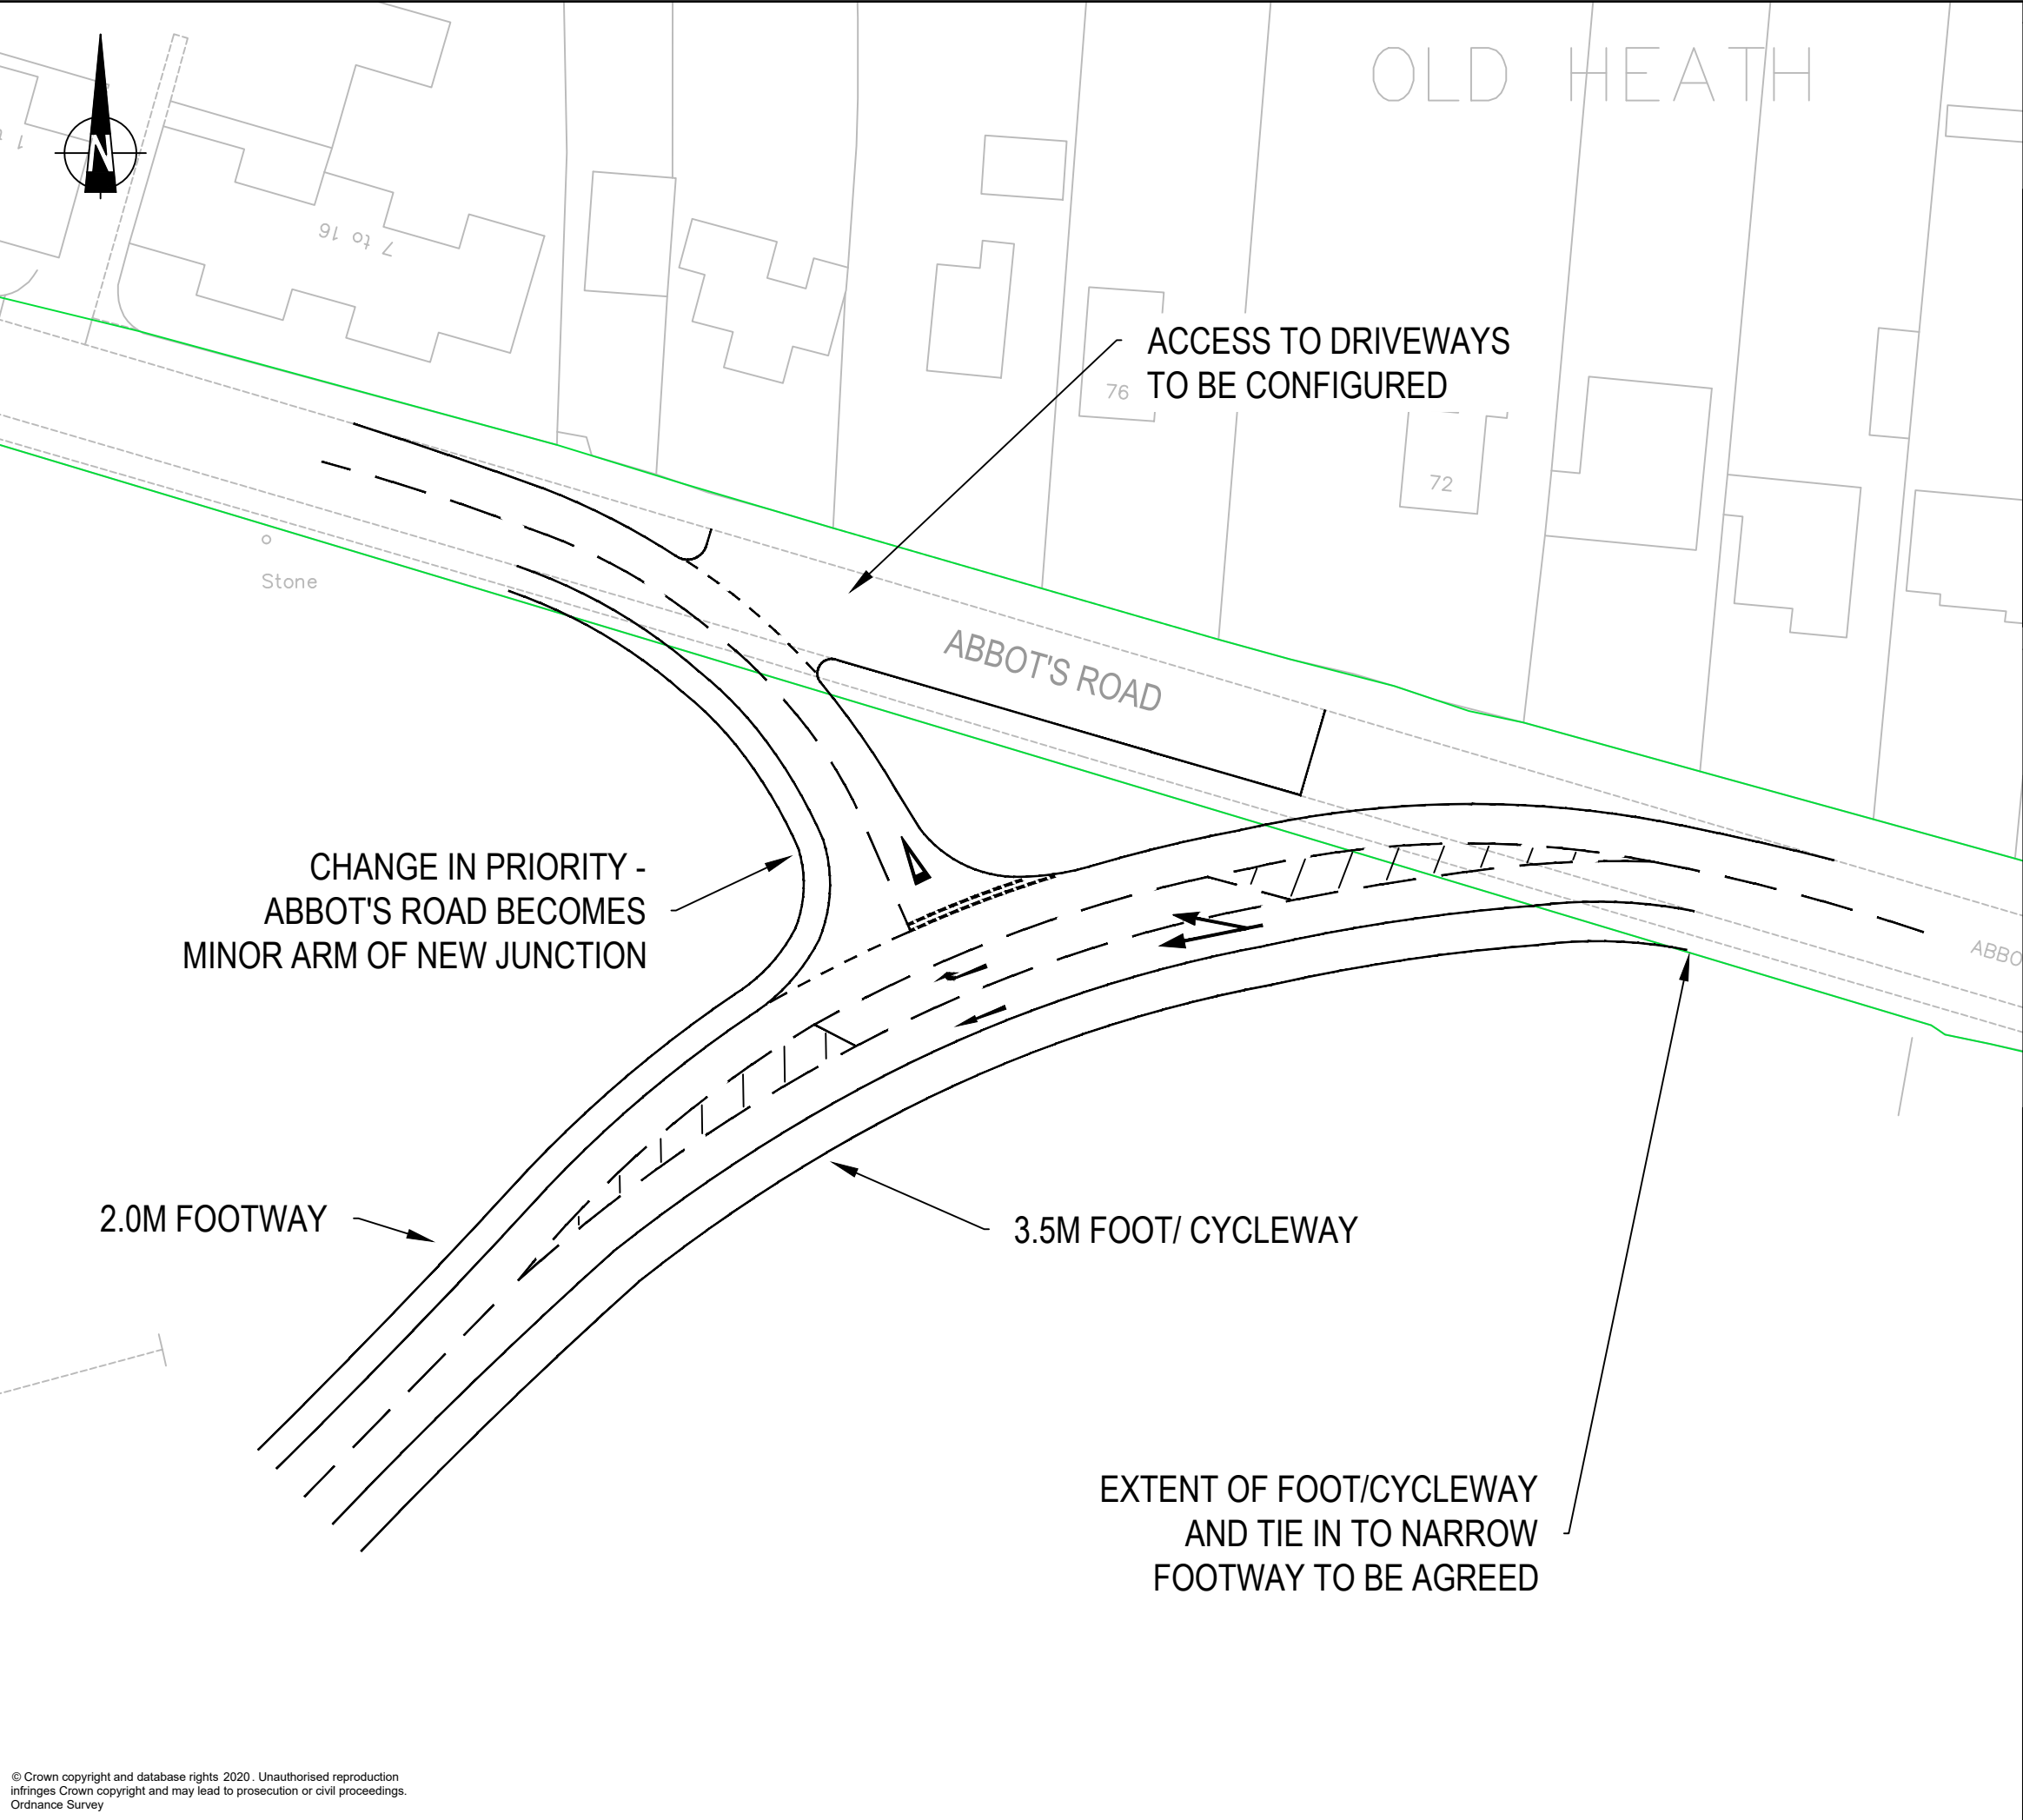 OLD HEATH
N
7 to 16
ACCESS TO DRIVEWAYS
TO BE CONFIGURED
76
72
Stone
ABBOT'S ROAD
CHANGE IN PRIORITY -
ABBOT'S ROAD BECOMES
MINOR ARM OF NEW JUNCTION
ABBO
2.0M FOOTWAY
3.5M FOOT/ CYCLEWAY
EXTENT OF FOOT/CYCLEWAY
AND TIE IN TO NARROW
FOOTWAY TO BE AGREED
© Crown copyright and database rights 2020. Unauthorised reproduction
infringes Crown copyright and may lead to prosecution or civil proceedings.
Ordnance Survey